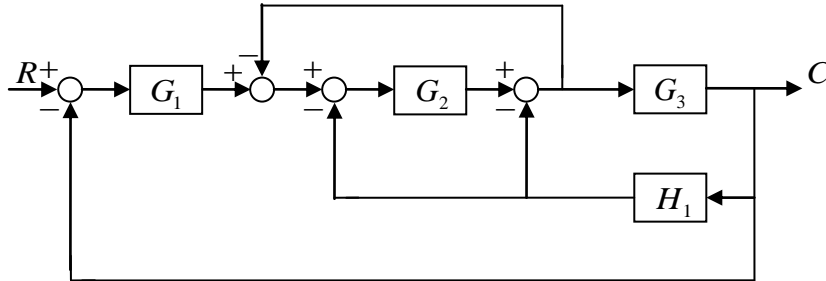 −
R + + + +
G₁ G₂ G₃ C
− − −
H₁